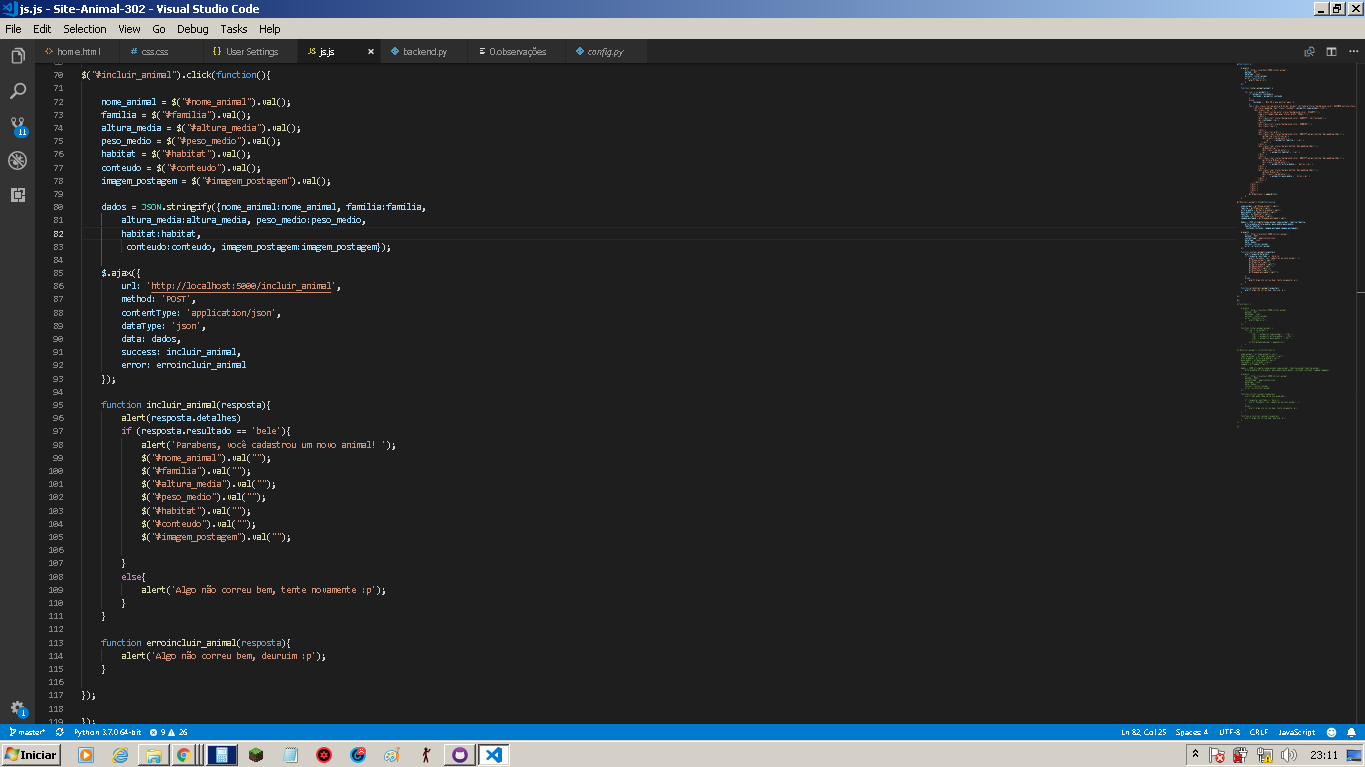 js.js - Site-Animal-302 - Visual Studio Code
File Edit Selection View Go Debug Tasks Help
home.html css.css User Settings js.js backend.py 0.observações config.py
70 $("#incluir_animal").click(function(){
71
72 nome_animal = $("#nome_animal").val();
73 familia = $("#familia").val();
74 altura_media = $("#altura_media").val();
75 peso_medio = $("#peso_medio").val();
76 habitat = $("#habitat").val();
77 conteudo = $("#conteudo").val();
78 imagem_postagem = $("#imagem_postagem").val();
79
80 dados = JSON.stringify({nome_animal:nome_animal, familia:familia,
81 altura_media:altura_media, peso_medio:peso_medio,
82 habitat:habitat,
83 conteudo:conteudo, imagem_postagem:imagem_postagem});
84
85 $.ajax({
86 url: 'http://localhost:5000/incluir_animal',
87 method: 'POST',
88 contentType: 'application/json',
89 dataType: 'json',
90 data: dados,
91 success: incluir_animal,
92 error: erroincluir_animal
93 });
94
95 function incluir_animal(resposta){
96 alert(resposta.detalhes)
97 if (resposta.resultado == 'bele'){
98 alert('Parabens, você cadastrou um novo animal! ');
99 $("#nome_animal").val("");
100 $("#familia").val("");
101 $("#altura_media").val("");
102 $("#peso_medio").val("");
103 $("#habitat").val("");
104 $("#conteudo").val("");
105 $("#imagem_postagem").val("");
106
107 }
108 else{
109 alert('Algo não correu bem, tente novamente :p');
110 }
111 }
112
113 function erroincluir_animal(resposta){
114 alert('Algo não correu bem, deuruim :p');
115 }
116
117 });
118
119 });
11
1
master* Python 3.7.0 64-bit 9 26 Ln 82, Col 25 Spaces: 4 UTF-8 CRLF JavaScript
Iniciar 23:11